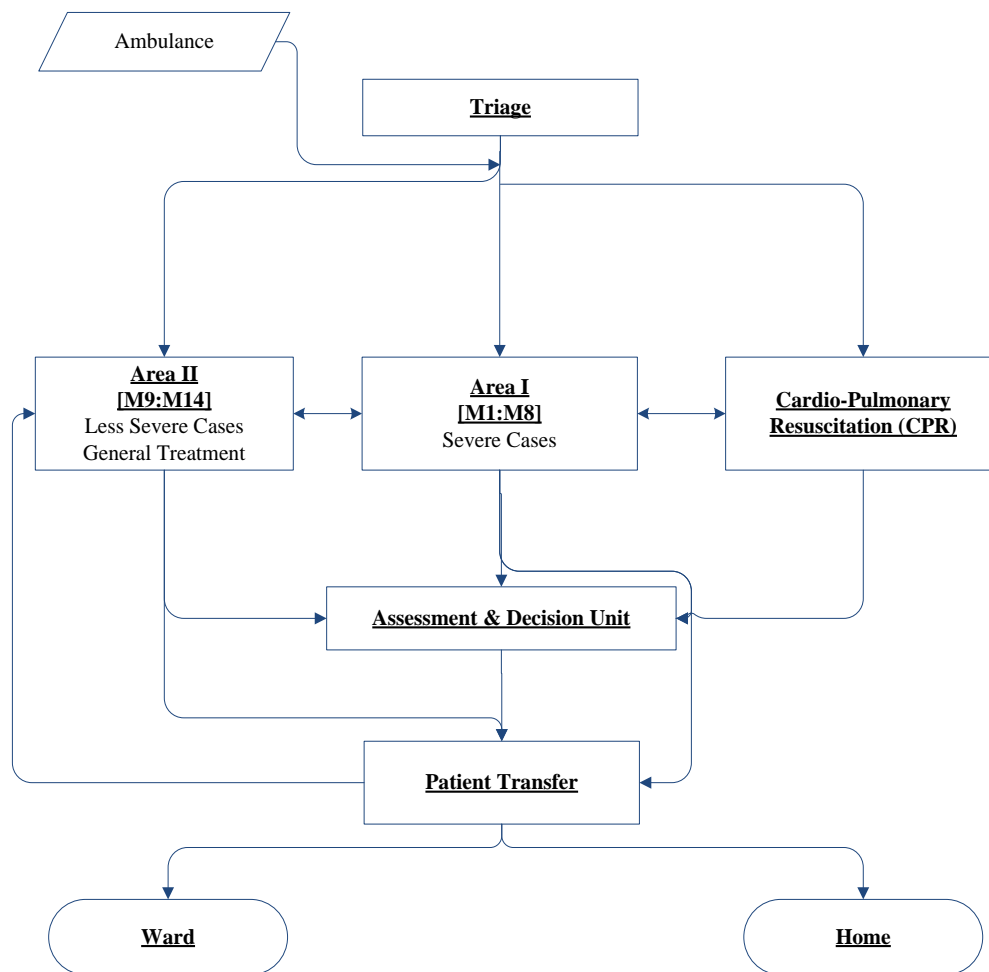 Ambulance
Triage
Area II
[M9:M14]
Less Severe Cases
General Treatment
Area I
[M1:M8]
Severe Cases
Cardio-Pulmonary
Resuscitation (CPR)
Assessment & Decision Unit
Patient Transfer
Ward
Home